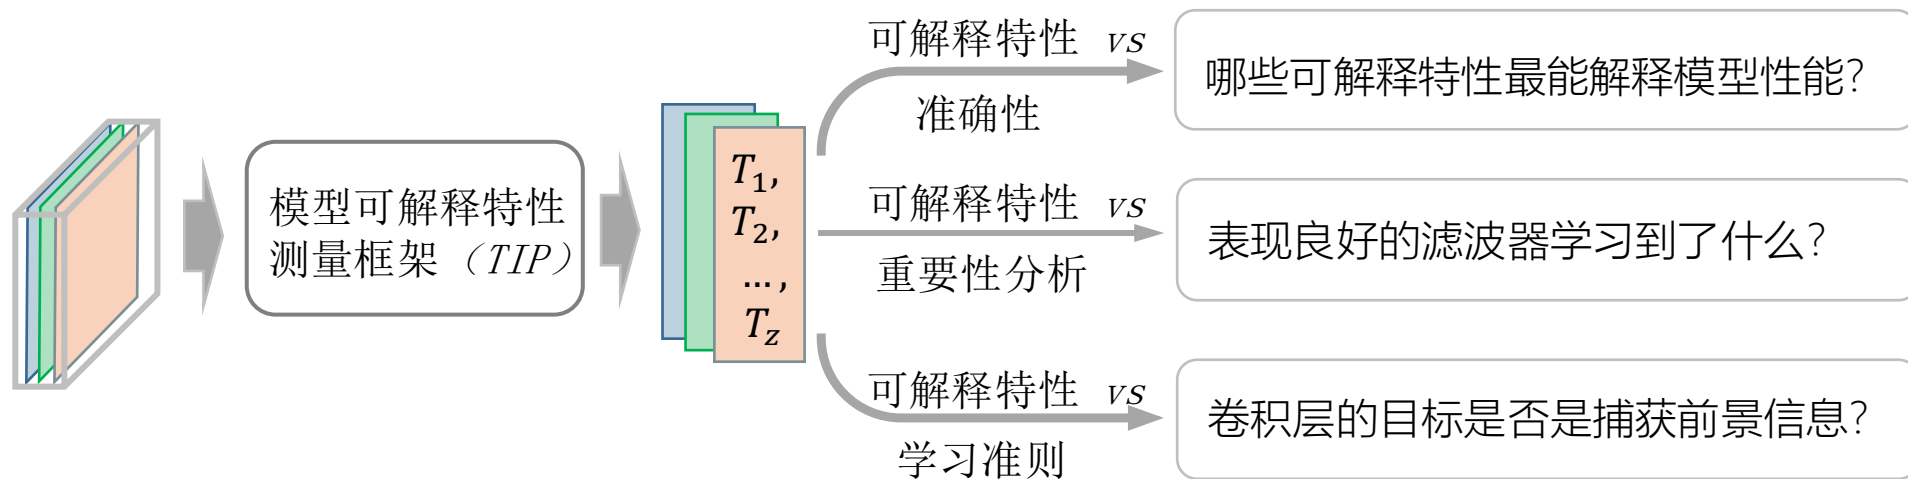 模型可解释特性
测量框架（TIP）
T₁,
T₂,
…,
T_z
可解释特性 vs
准确性
哪些可解释特性最能解释模型性能？
可解释特性 vs
重要性分析
表现良好的滤波器学习到了什么？
可解释特性 vs
学习准则
卷积层的目标是否是捕获前景信息？